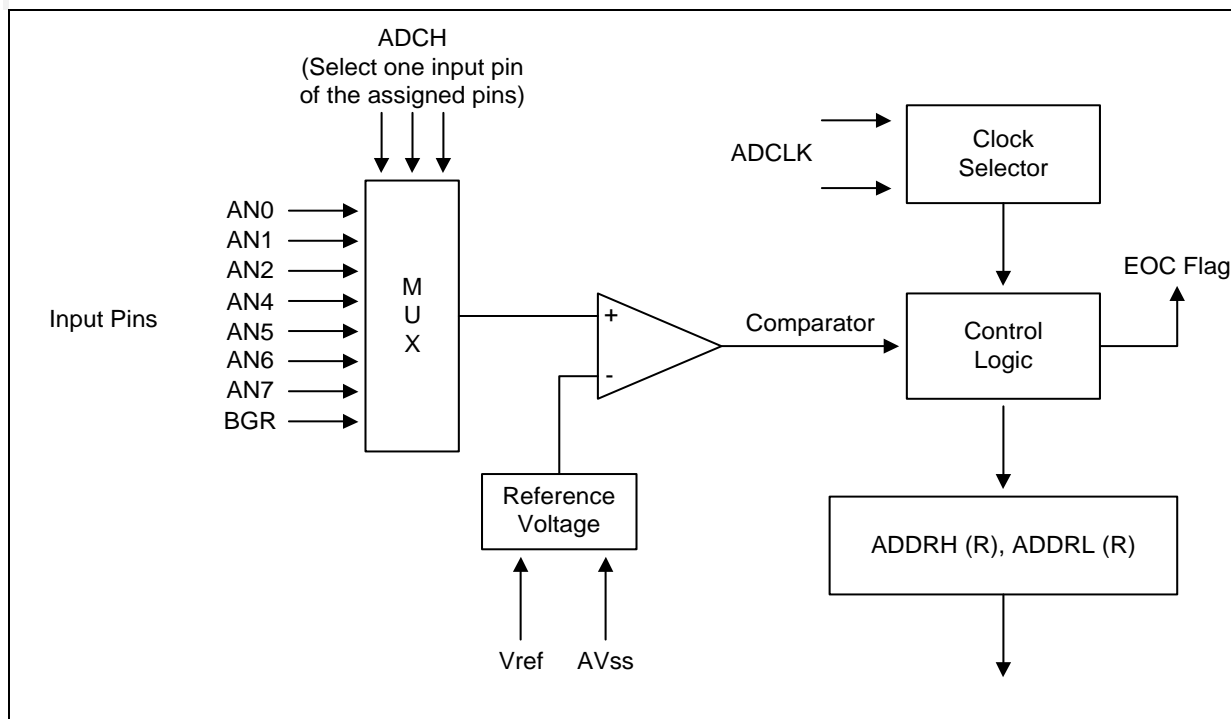 ADCH
(Select one input pin
of the assigned pins)
ADCLK
Clock
Selector
Input Pins
AN0
AN1
AN2
AN4
AN5
AN6
AN7
BGR
M
U
X
+
-
Comparator
Control
Logic
EOC Flag
Reference
Voltage
Vref
AVss
ADDRH (R), ADDRL (R)